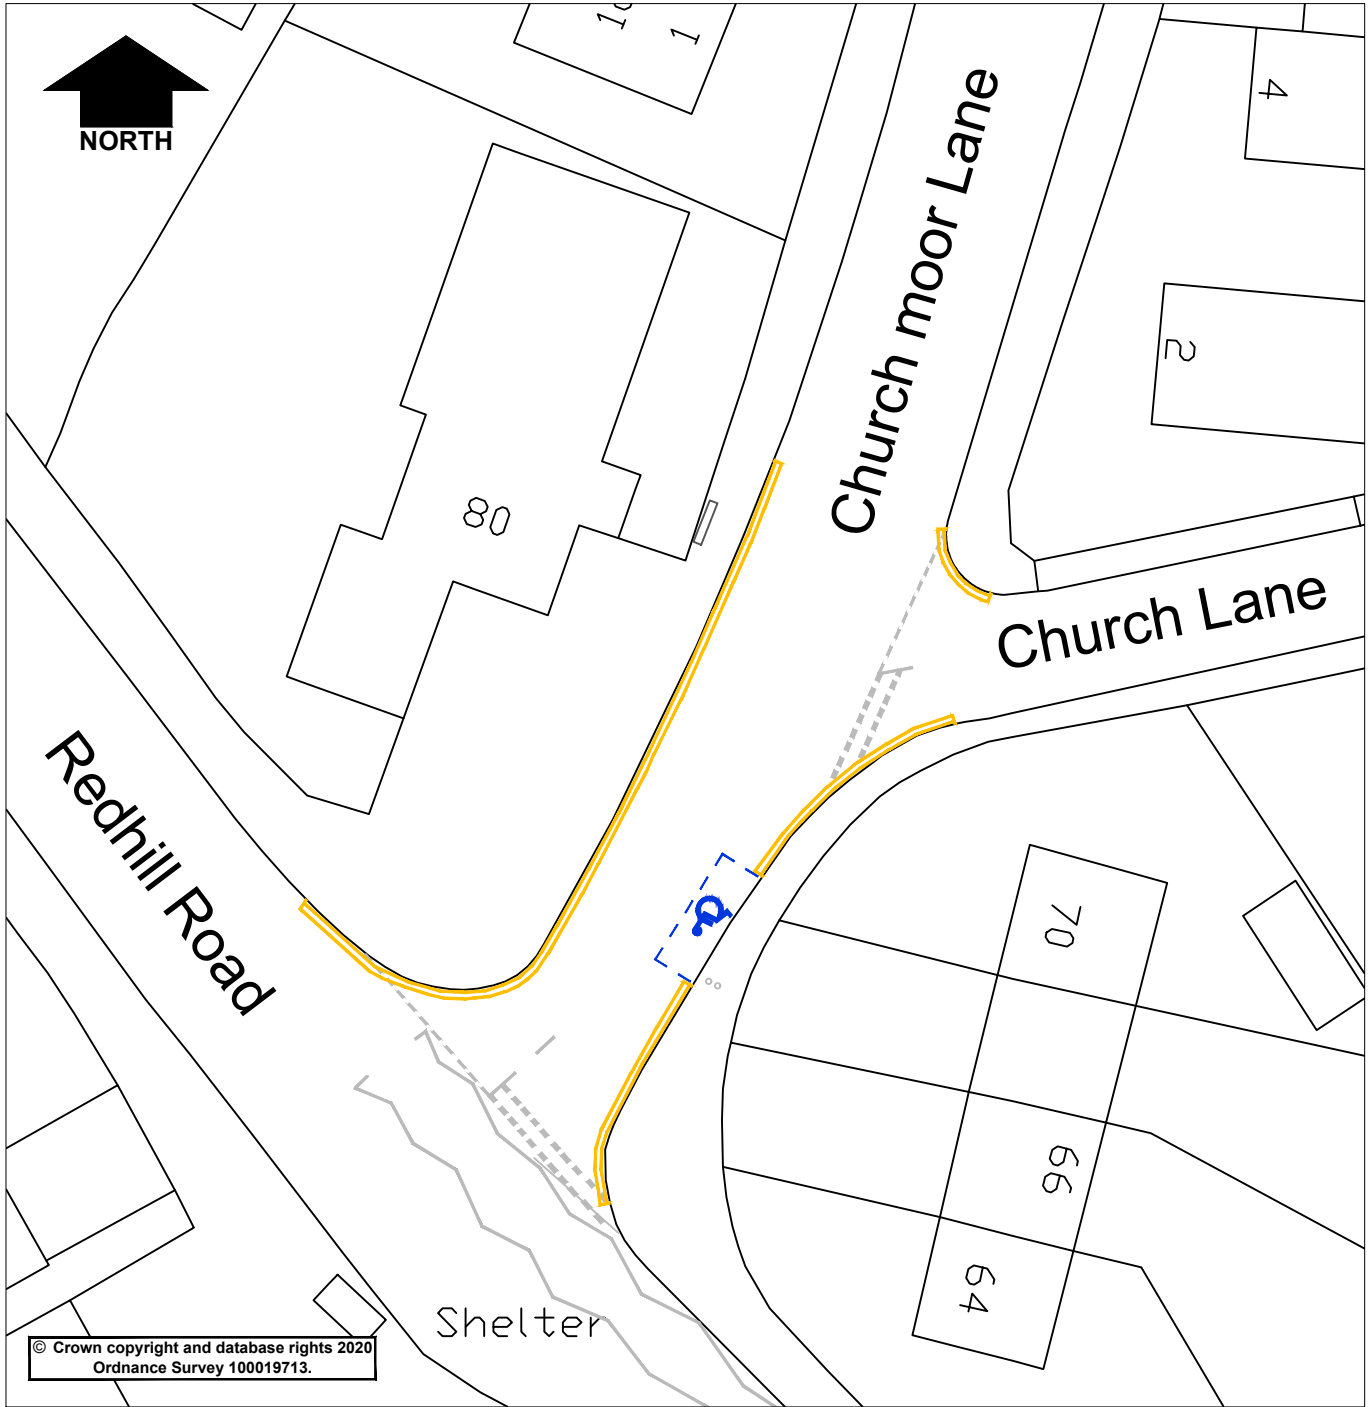 1
NORTH
4
Church moor Lane
2
80
Church Lane
Redhill Road
70
66
64
Shelter
© Crown copyright and database rights 2020
Ordnance Survey 100019713.